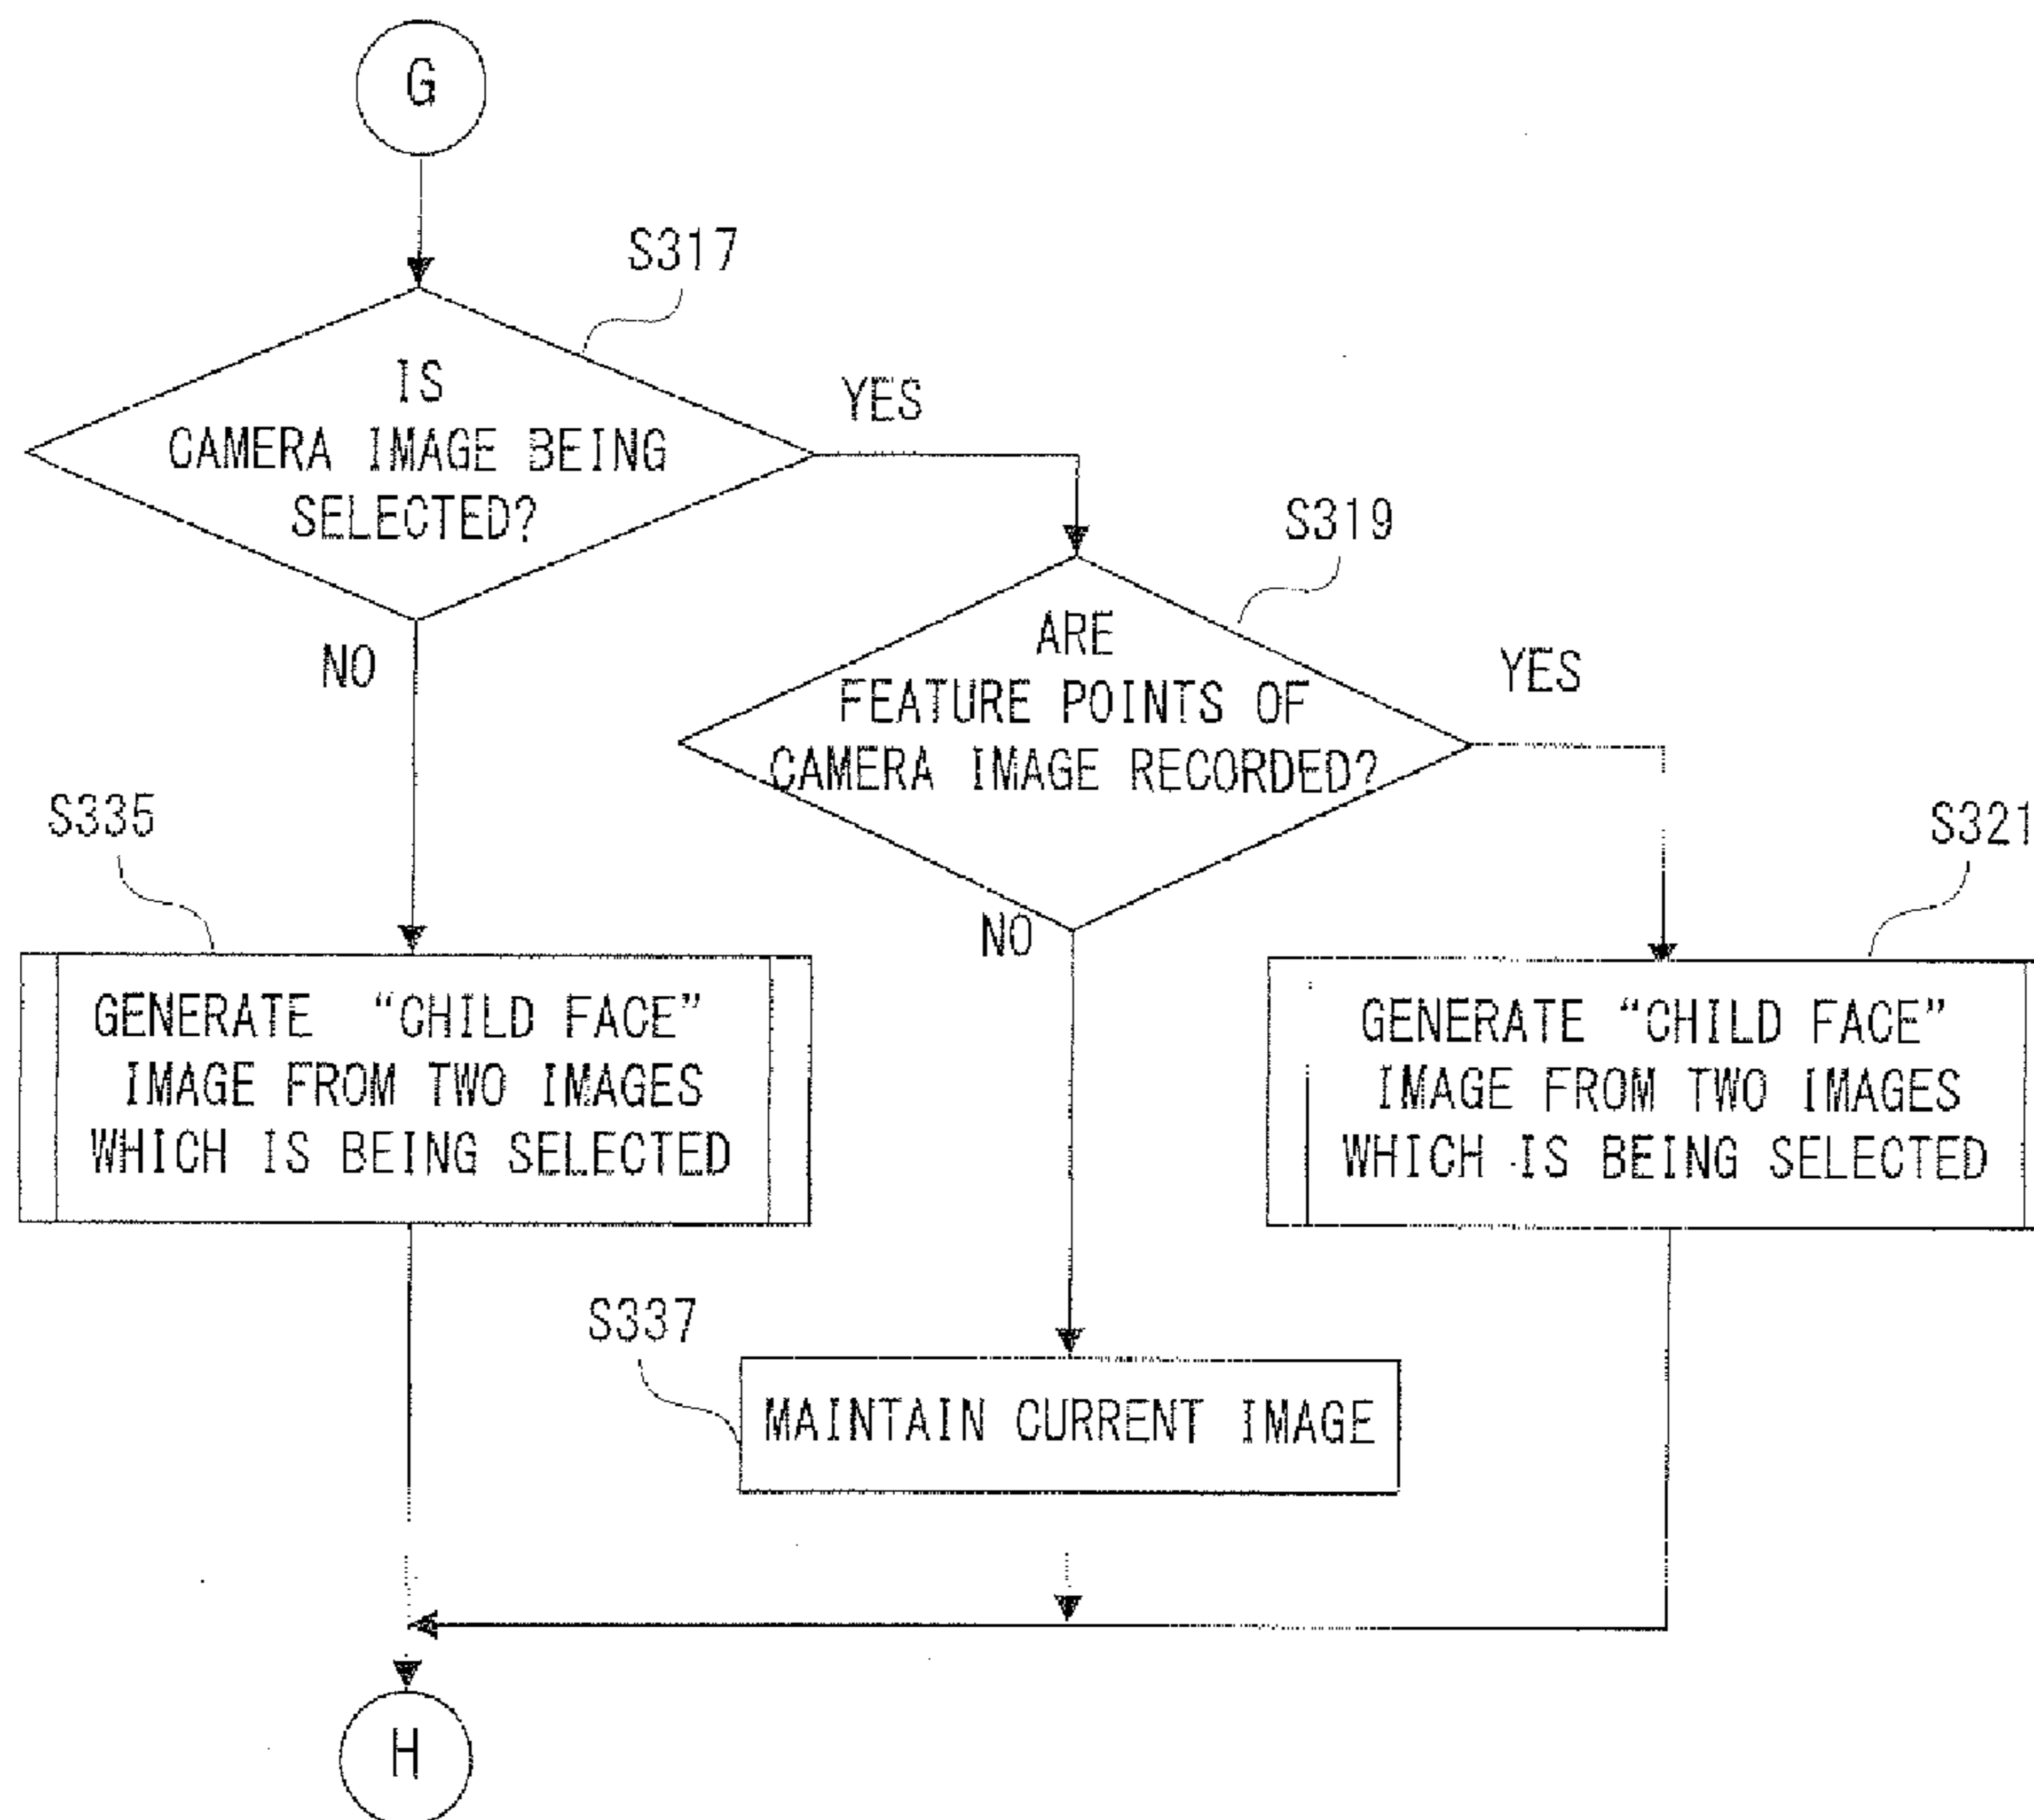 G
S317
IS
CAMERA IMAGE BEING
SELECTED?
YES
NO
S319
ARE
FEATURE POINTS OF
CAMERA IMAGE RECORDED?
YES
NO
S335
GENERATE “CHILD FACE”
IMAGE FROM TWO IMAGES
WHICH IS BEING SELECTED
S321
GENERATE “CHILD FACE”
IMAGE FROM TWO IMAGES
WHICH IS BEING SELECTED
S337
MAINTAIN CURRENT IMAGE
H